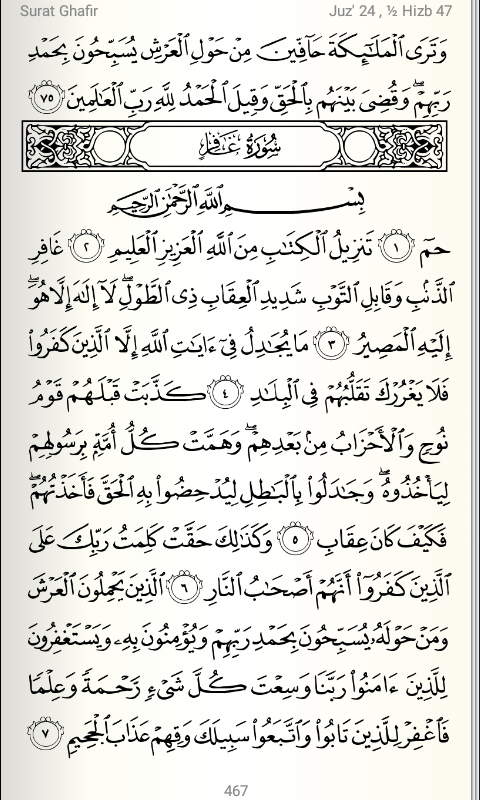 Surat Ghafir Juz' 24 , ½ Hizb 47
وَتَرَى ٱلْمَلَـٰٓئِكَةَ حَآفِّينَ مِنْ حَوْلِ ٱلْعَرْشِ يُسَبِّحُونَ بِحَمْدِ
رَبِّهِمْ ۖ وَقُضِىَ بَيْنَهُم بِٱلْحَقِّ وَقِيلَ ٱلْحَمْدُ لِلَّهِ رَبِّ ٱلْعَـٰلَمِينَ ٧٥
سُورَةُ غَافِرٍ
بِسْمِ ٱللَّهِ ٱلرَّحْمَـٰنِ ٱلرَّحِيمِ
حمٓ ١ تَنزِيلُ ٱلْكِتَـٰبِ مِنَ ٱللَّهِ ٱلْعَزِيزِ ٱلْعَلِيمِ ٢ غَافِرِ
ٱلذَّنۢبِ وَقَابِلِ ٱلتَّوْبِ شَدِيدِ ٱلْعِقَابِ ذِى ٱلطَّوْلِ ۖ لَآ إِلَـٰهَ إِلَّا هُوَ ۖ
إِلَيْهِ ٱلْمَصِيرُ ٣ مَا يُجَـٰدِلُ فِىٓ ءَايَـٰتِ ٱللَّهِ إِلَّا ٱلَّذِينَ كَفَرُوا۟
فَلَا يَغْرُرْكَ تَقَلُّبُهُمْ فِى ٱلْبِلَـٰدِ ٤ كَذَّبَتْ قَبْلَهُمْ قَوْمُ
نُوحٍ وَٱلْأَحْزَابُ مِنۢ بَعْدِهِمْ ۖ وَهَمَّتْ كُلُّ أُمَّةٍۭ بِرَسُولِهِمْ
لِيَأْخُذُوهُ ۖ وَجَـٰدَلُوا۟ بِٱلْبَـٰطِلِ لِيُدْحِضُوا۟ بِهِ ٱلْحَقَّ فَأَخَذْتُهُمْ ۖ
فَكَيْفَ كَانَ عِقَابِ ٥ وَكَذَٰلِكَ حَقَّتْ كَلِمَتُ رَبِّكَ عَلَى
ٱلَّذِينَ كَفَرُوٓا۟ أَنَّهُمْ أَصْحَـٰبُ ٱلنَّارِ ٦ ٱلَّذِينَ يَحْمِلُونَ ٱلْعَرْشَ
وَمَنْ حَوْلَهُۥ يُسَبِّحُونَ بِحَمْدِ رَبِّهِمْ وَيُؤْمِنُونَ بِهِۦ وَيَسْتَغْفِرُونَ
لِلَّذِينَ ءَامَنُوا۟ رَبَّنَا وَسِعْتَ كُلَّ شَىْءٍ رَّحْمَةً وَعِلْمًا
فَٱغْفِرْ لِلَّذِينَ تَابُوا۟ وَٱتَّبَعُوا۟ سَبِيلَكَ وَقِهِمْ عَذَابَ ٱلْجَحِيمِ ٧
467